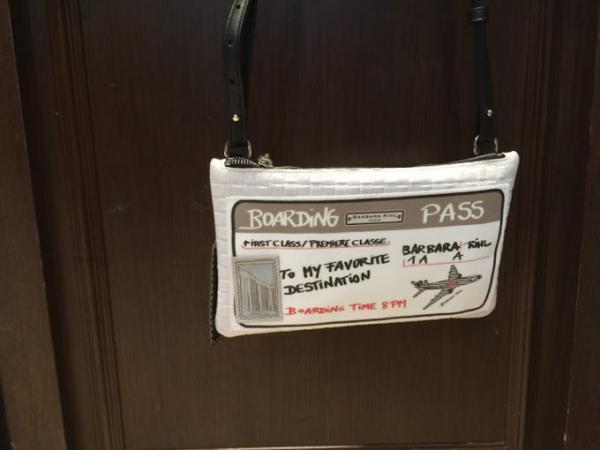 BOARDING BARBARA RIHL PASS
FIRST CLASS / PREMIERE CLASSE
BARBARA RIHL
1A A
TO MY FAVORITE
DESTINATION
BOARDING TIME 8 PM